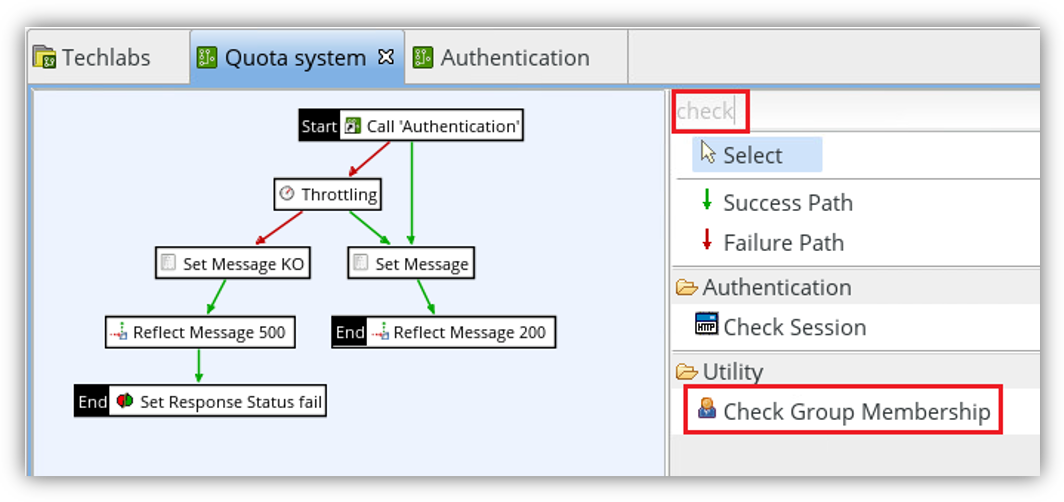 Techlabs
Quota system
Authentication
Start Call 'Authentication'
Throttling
Set Message KO
Set Message
Reflect Message 500
End Reflect Message 200
End Set Response Status fail
check
Select
Success Path
Failure Path
Authentication
HTTP Check Session
Utility
Check Group Membership